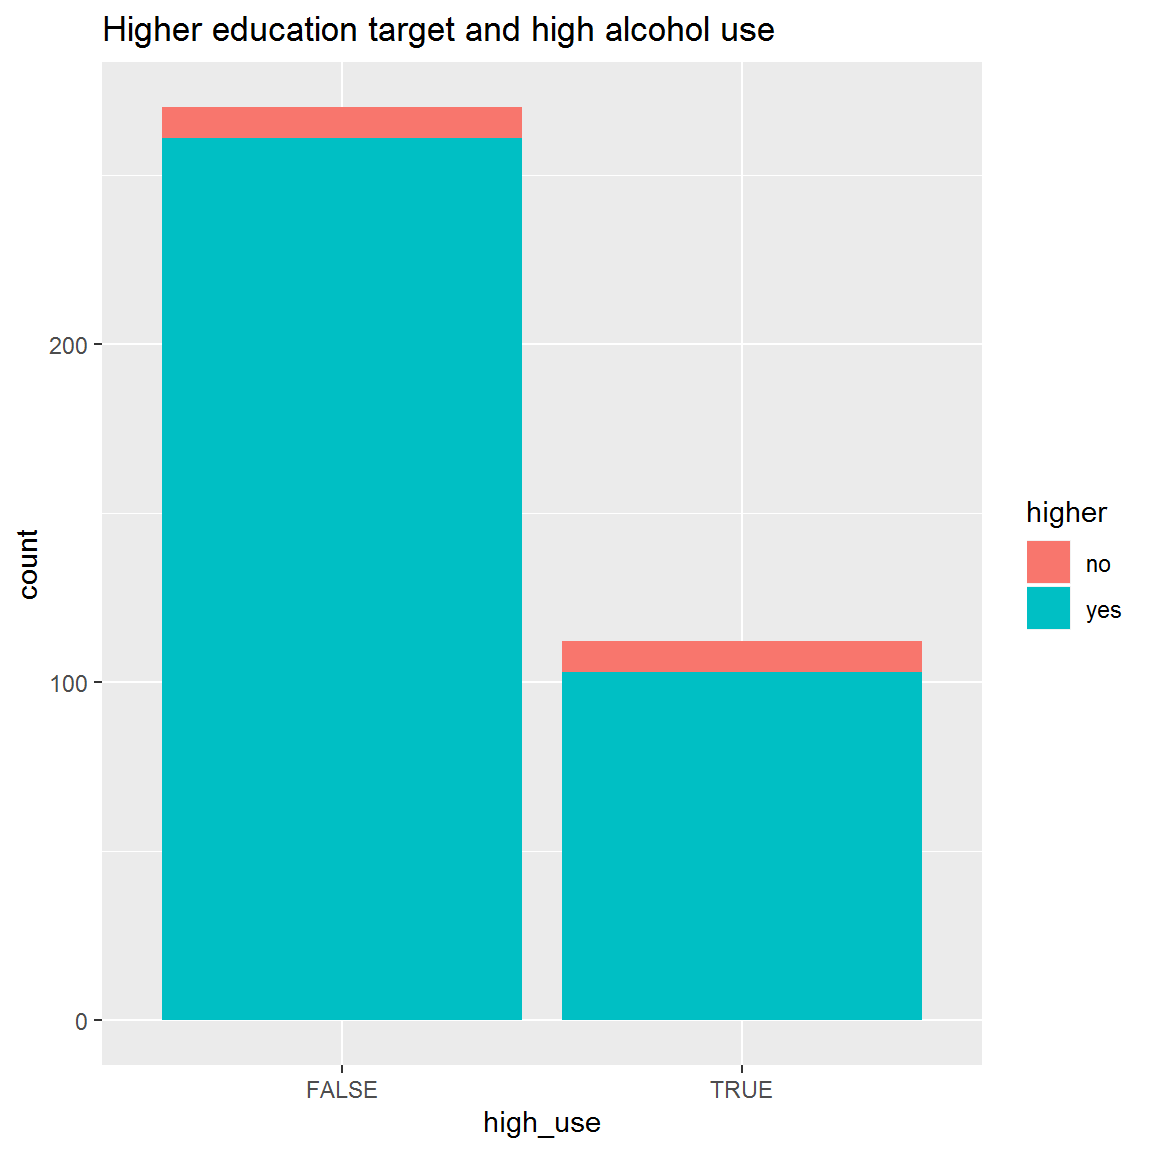 Higher education target and high alcohol use
count
200
100
0
FALSE
TRUE
high_use
higher
no
yes